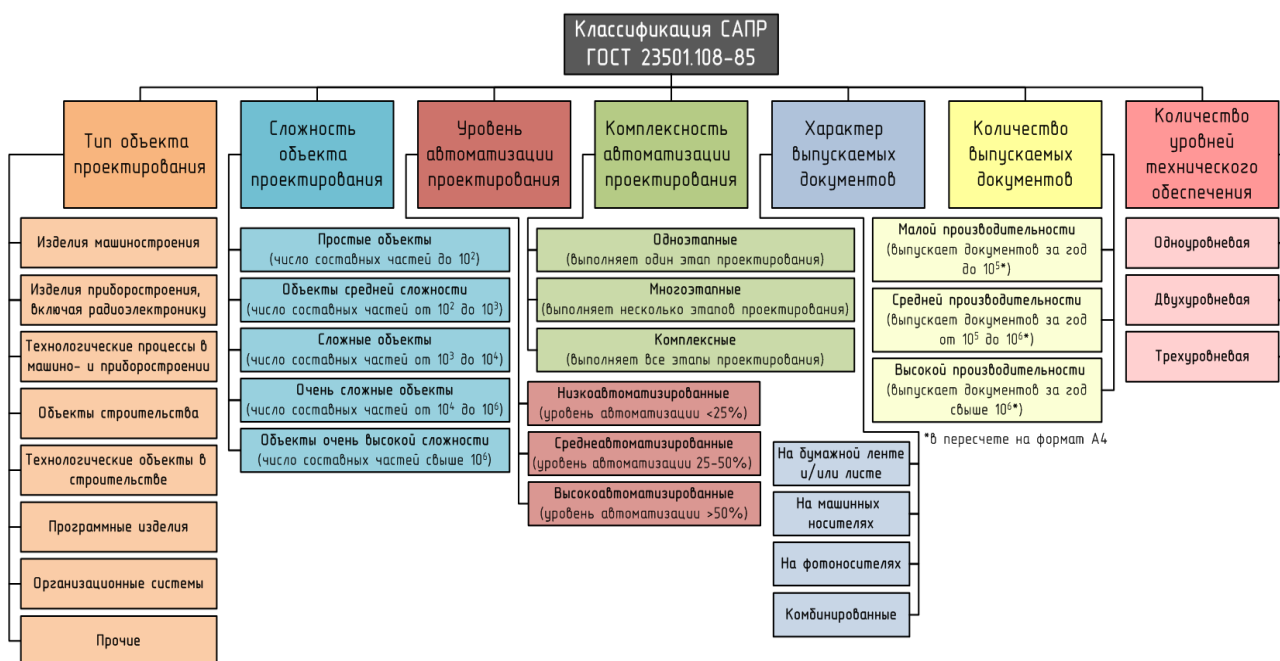 Классификация САПР
ГОСТ 23501.108-85
Тип объекта
проектирования
Сложность
объекта
проектирования
Уровень
автоматизации
проектирования
Комплексность
автоматизации
проектирования
Характер
выпускаемых
документов
Количество
выпускаемых
документов
Количество
уровней
технического
обеспечения
Изделия машиностроения
Изделия приборостроения,
включая радиоэлектронику
Технологические процессы в
машино- и приборостроении
Объекты строительства
Технологические объекты в
строительстве
Программные изделия
Организационные системы
Прочие
Простые объекты
(число составных частей до 10²)
Объекты средней сложности
(число составных частей от 10² до 10³)
Сложные объекты
(число составных частей от 10³ до 10⁴)
Очень сложные объекты
(число составных частей от 10⁴ до 10⁶)
Объекты очень высокой сложности
(число составных частей свыше 10⁶)
Низкоавтоматизированные
(уровень автоматизации <25%)
Среднеавтоматизированные
(уровень автоматизации 25-50%)
Высокоавтоматизированные
(уровень автоматизации >50%)
Одноэтапные
(выполняет один этап проектирования)
Многоэтапные
(выполняет несколько этапов проектирования)
Комплексные
(выполняет все этапы проектирования)
На бумажной ленте
и/или листе
На машинных
носителях
На фотоносителях
Комбинированные
Малой производительности
(выпускает документов за год
до 10⁵*)
Средней производительности
(выпускает документов за год
от 10⁵ до 10⁶*)
Высокой производительности
(выпускает документов за год
свыше 10⁶*)
*в пересчете на формат А4
Одноуровневая
Двухуровневая
Трехуровневая